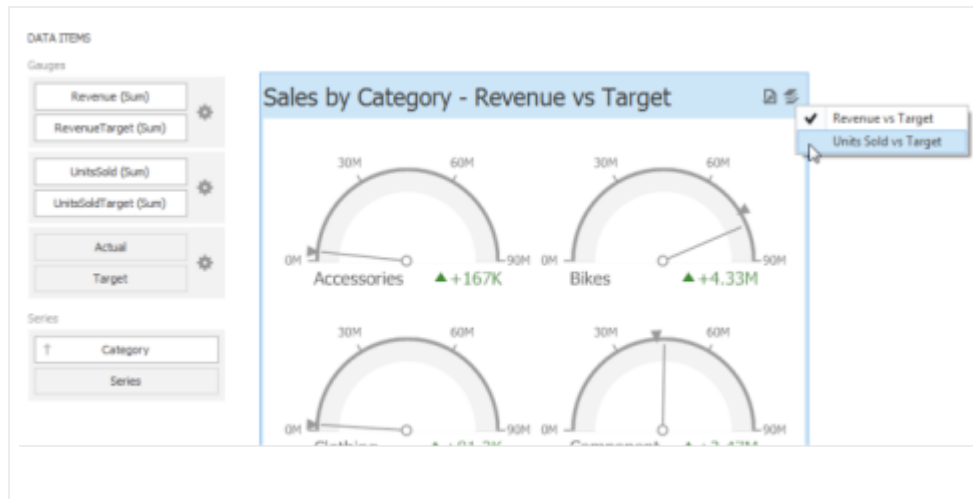 DATA ITEMS
Gauges
Revenue (Sum)
RevenueTarget (Sum)
UnitsSold (Sum)
UnitsSoldTarget (Sum)
Actual
Target
Series
Category
Series
Sales by Category - Revenue vs Target
Revenue vs Target
Units Sold vs Target
30M 60M
0M 90M
Accessories +167K
30M 60M
0M 90M
Bikes +4.33M
30M 60M
0M 90M
Clothing
30M 60M
0M 90M
Component